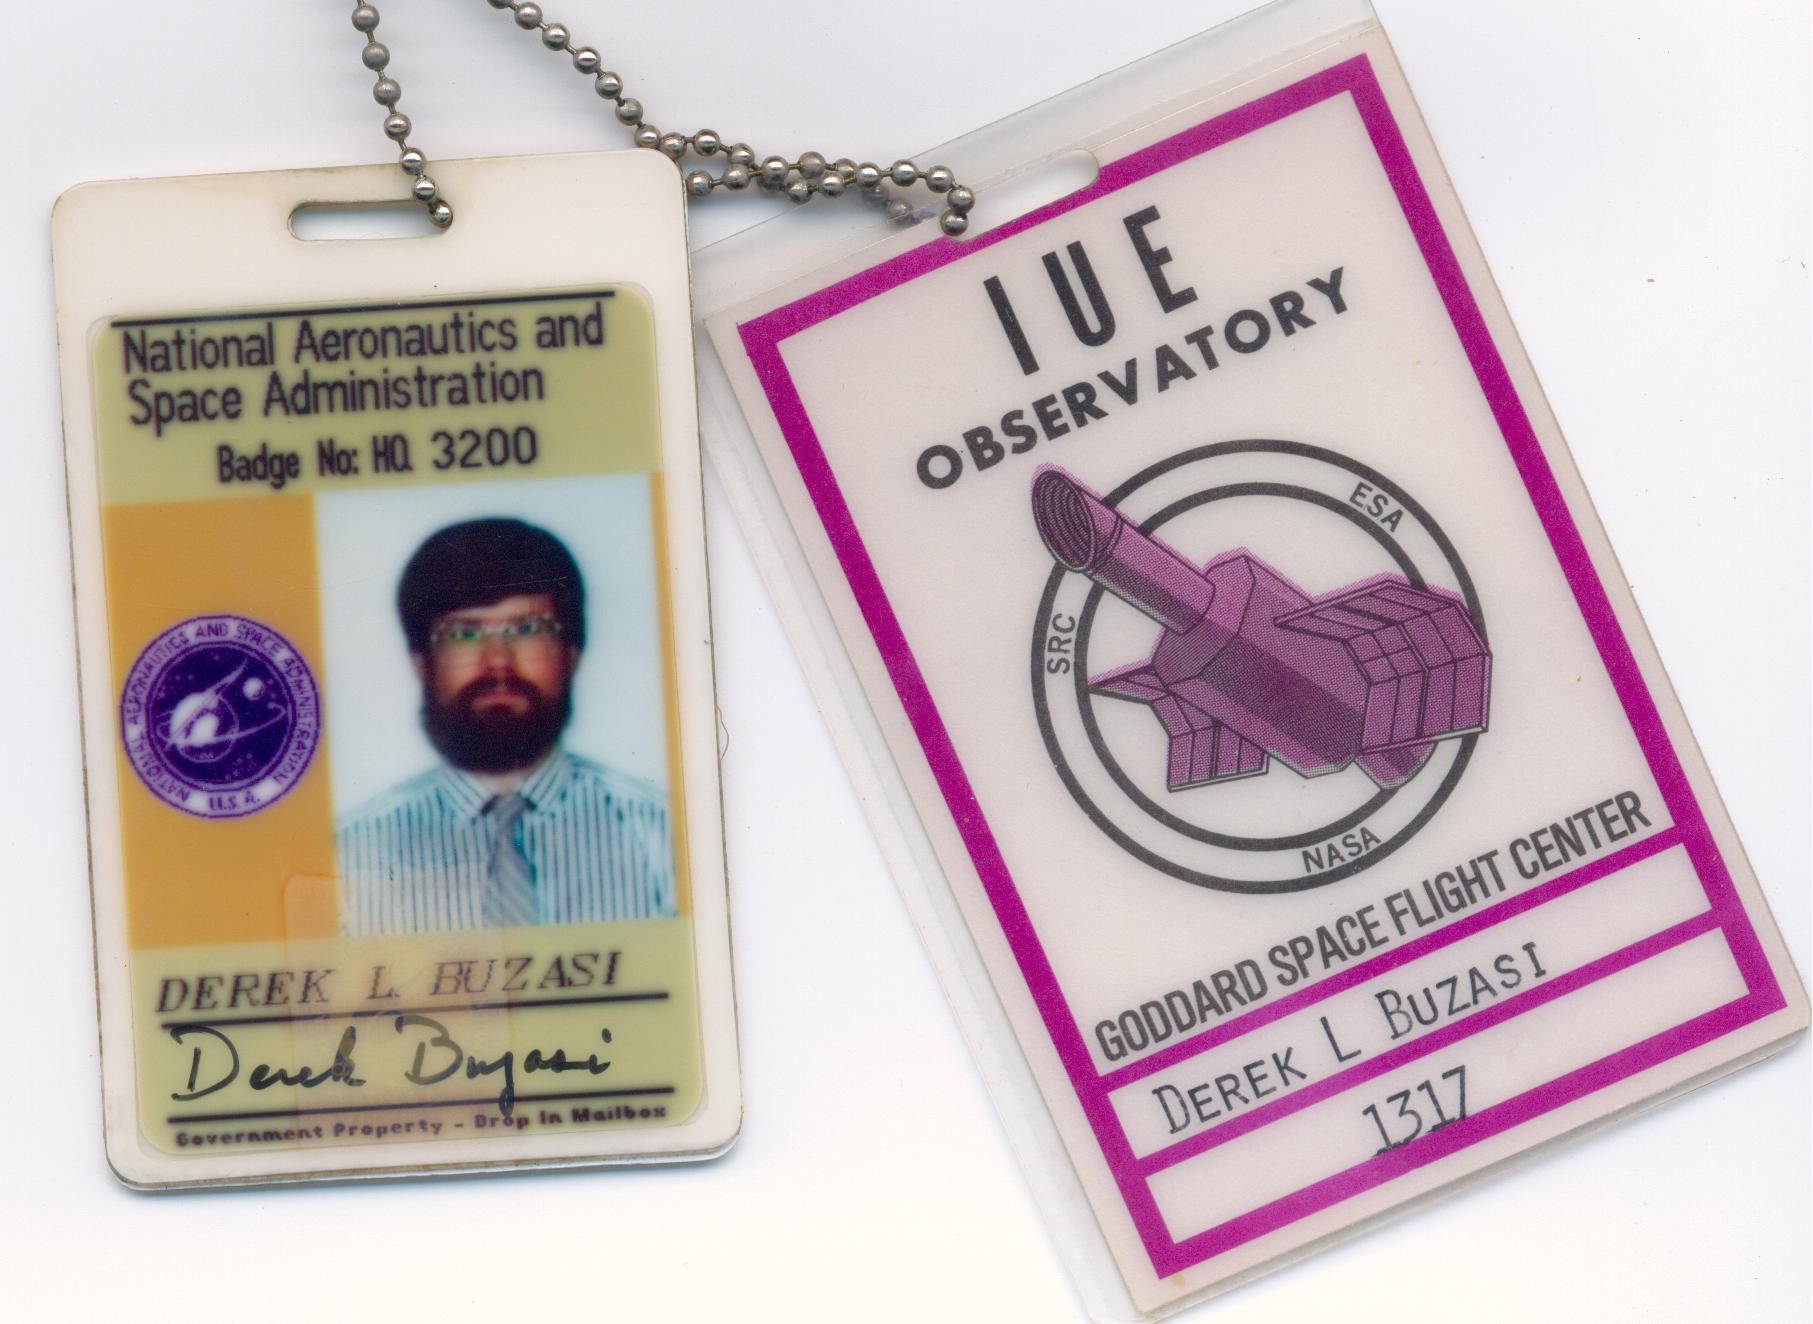 National Aeronautics and
Space Administration
Badge No: HQ 3200
NATIONAL AERONAUTICS AND SPACE ADMINISTRATION
U.S.A.
DEREK L. BUZASI
Derek Buzasi
Government Property - Drop In Mailbox
IUE
OBSERVATORY
ESA
SRC
NASA
GODDARD SPACE FLIGHT CENTER
DEREK L BUZASI
1317